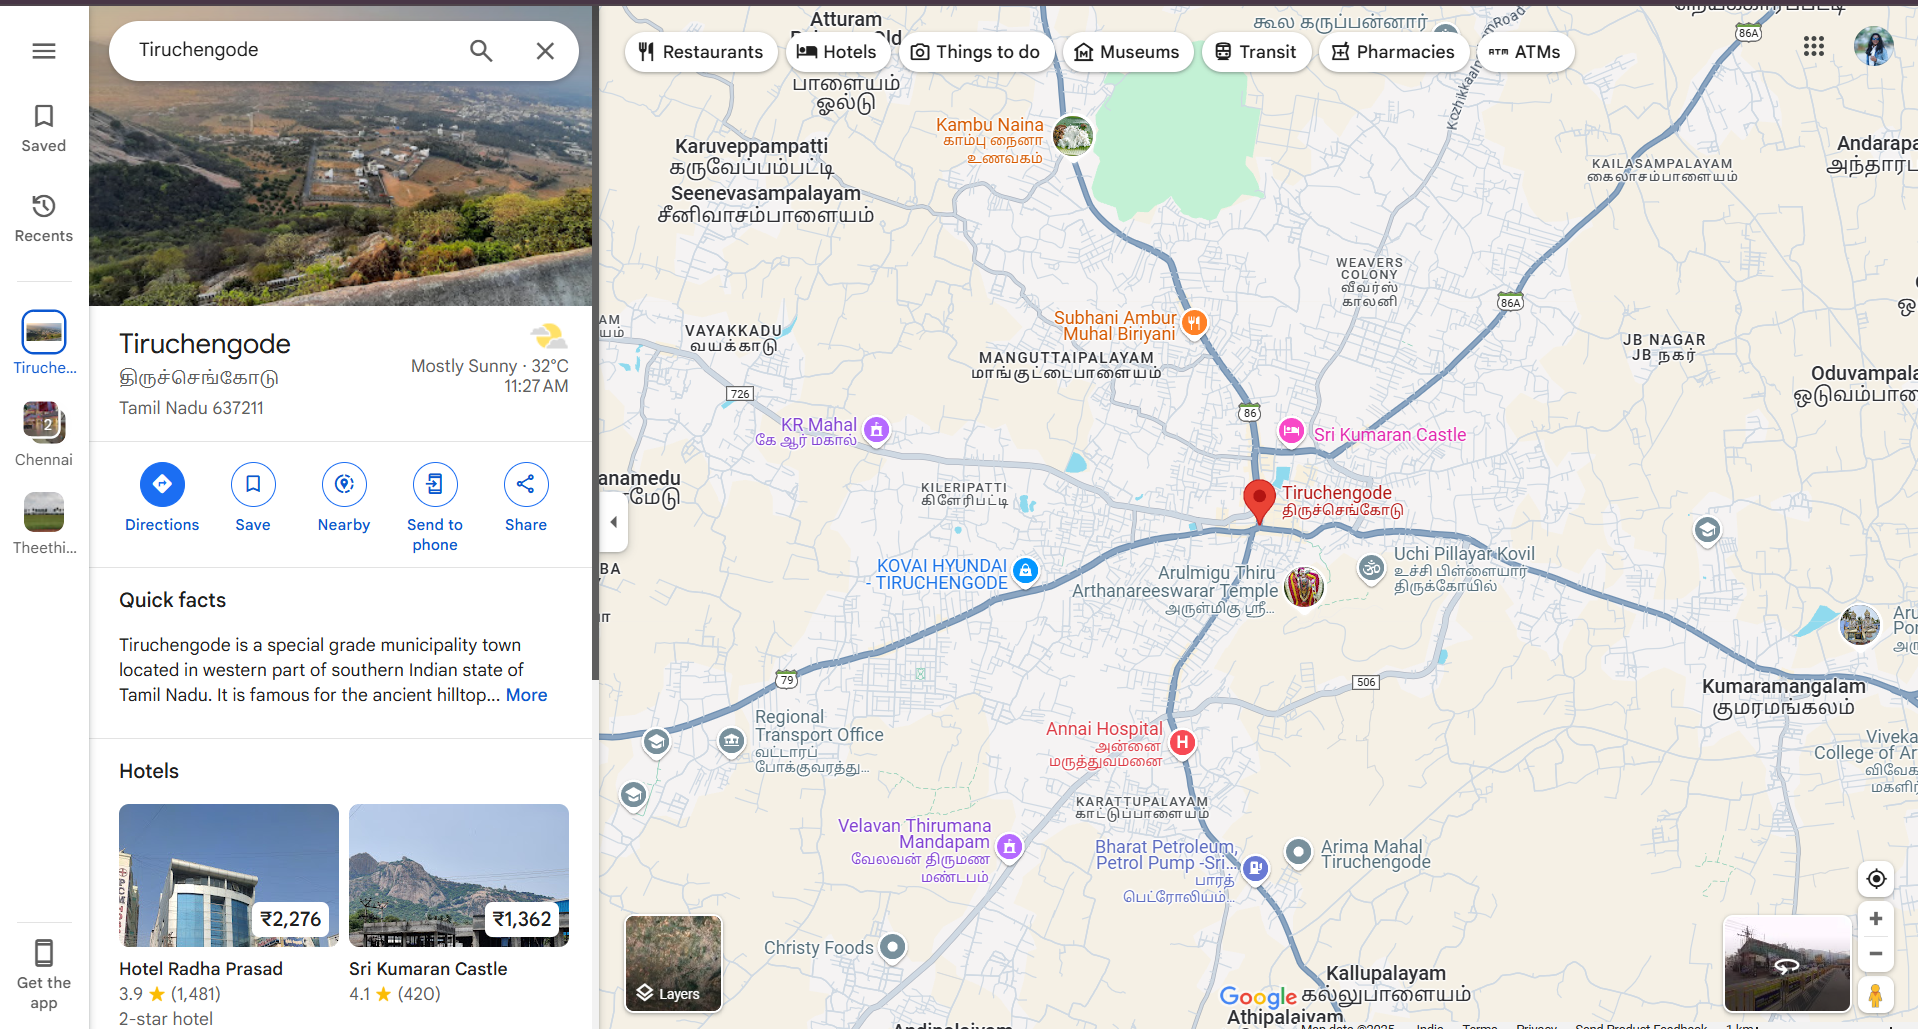 Tiruchengode
Saved
Recents
Tiruche...
2
Chennai
Theethi...
Get the
app
Tiruchengode
திருச்செங்கோடு
Tamil Nadu 637211
Mostly Sunny · 32°C
11:27 AM
Directions
Save
Nearby
Send to
phone
Share
Quick facts
Tiruchengode is a special grade municipality town
located in western part of southern Indian state of
Tamil Nadu. It is famous for the ancient hilltop... More
Hotels
₹2,276
₹1,362
Hotel Radha Prasad
3.9 ★ (1,481)
2-star hotel
Sri Kumaran Castle
4.1 ★ (420)
Restaurants
Hotels
Things to do
Museums
Transit
Pharmacies
ATM ATMs
Atturam
பாளையம்
ஓல்டு
கூல கருப்பன்னார்
Road
86A
Kambu Naina
காம்பு நைனா
உணவகம்
Karuveppampatti
கருவேப்பம்பட்டி
Seenevasampalayam
சீனிவாசம்பாளையம்
KAILASAMPALAYAM
கைலாசம்பாளையம்
Andarapa
அந்தாரப
WEAVERS
COLONY
வீவர்ஸ்
காலனி
86A
VAYAKKADU
வயக்காடு
Subhani Ambur
Muhal Biriyani
MANGUTTAIPALAYAM
மாங்குட்டைபாளையம்
JB NAGAR
JB நகர்
Oduvampala
ஒடுவம்பா
726
86
KR Mahal
கே ஆர் மகால்
Sri Kumaran Castle
anamedu
மேடு
KILERIPATTI
கிளேரிபட்டி
Tiruchengode
திருச்செங்கோடு
KOVAI HYUNDAI
- TIRUCHENGODE
Arulmigu Thiru
Arthanareeswarar Temple
அருள்மிகு ஸ்ரீ...
Uchi Pillayar Kovil
உச்சி பிள்ளையார்
திருக்கோயில்
BA
79
506
Kumaramangalam
குமரமங்கலம்
Regional
Transport Office
வட்டாரப்
போக்குவரத்து...
Annai Hospital
அன்னை
மருத்துவமனை
H
Viveka
College of Ar
விவேக
மகளிர்
KARATTUPALAYAM
காட்டுப்பாளையம்
Velavan Thirumana
Mandapam
வேலவன் திருமண
மண்டபம்
Bharat Petroleum,
Petrol Pump -Sri...
பாரத்
பெட்ரோலியம்...
Arima Mahal
Tiruchengode
Christy Foods
Layers
Kallupalayam
கல்லுபாளையம்
Google
Athipalaiyam
Map data ©2025 India Terms Privacy Send Product Feedback 1 km